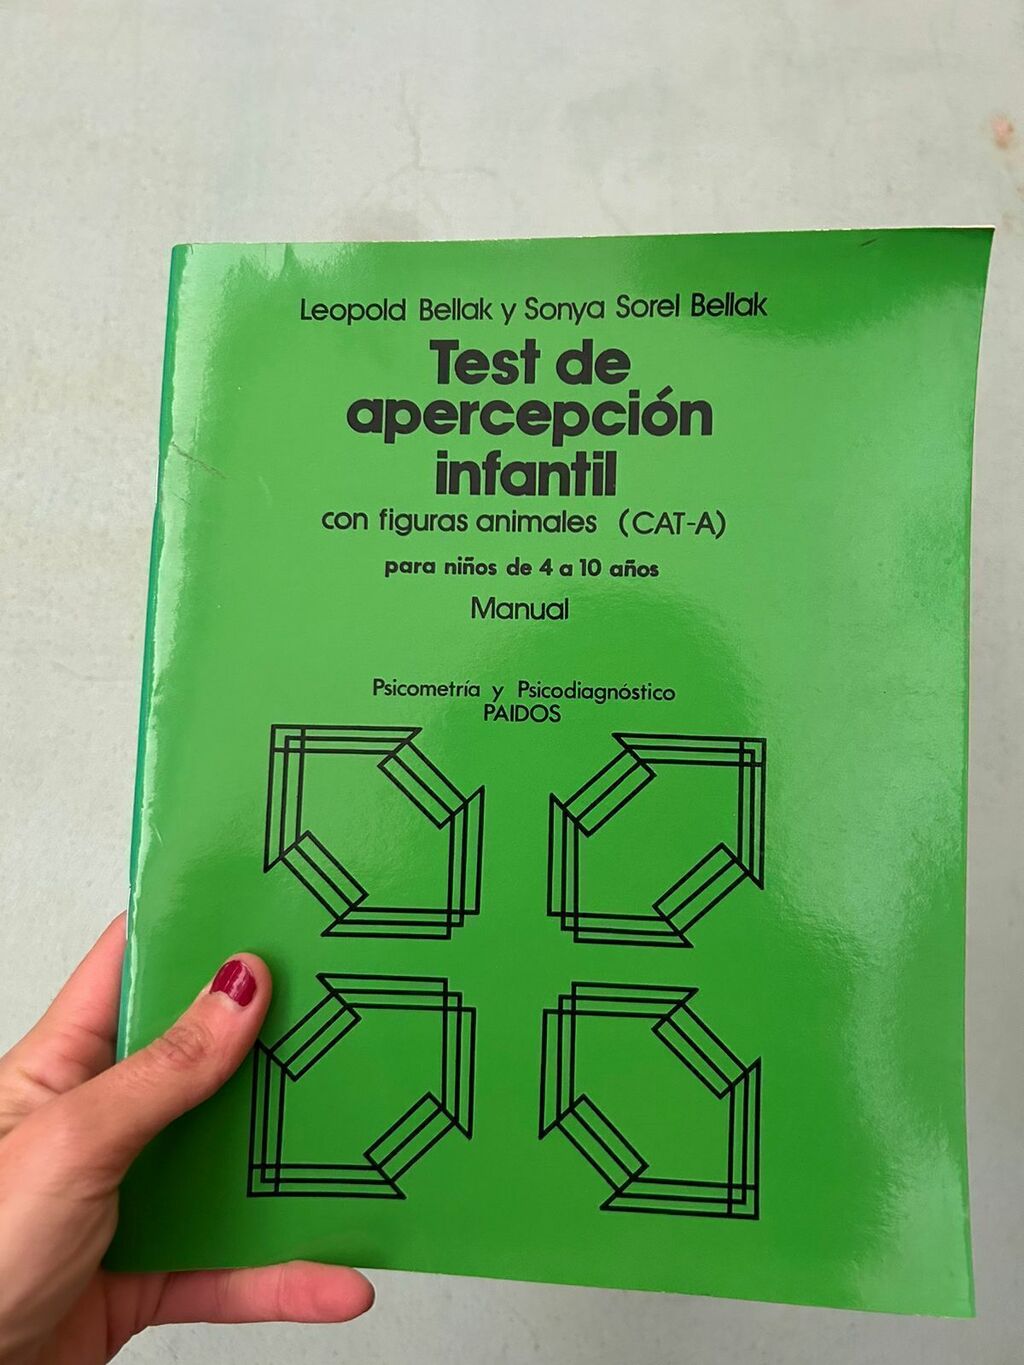 Leopold Bellak y Sonya Sorel Bellak
Test de
apercepción
infantil
con figuras animales (CAT-A)
para niños de 4 a 10 años
Manual
Psicometría y Psicodiagnóstico
PAIDOS